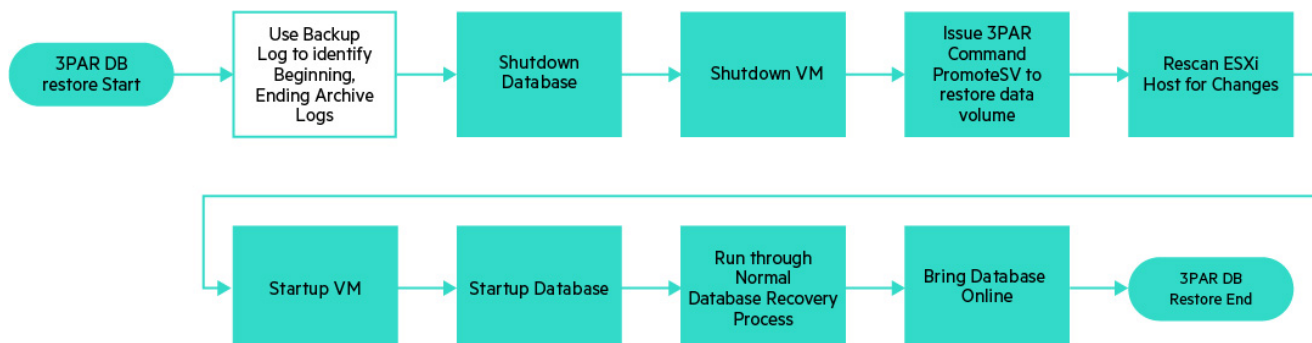 3PAR DB
restore Start
Use Backup
Log to identify
Beginning,
Ending Archive
Logs
Shutdown
Database
Shutdown VM
Issue 3PAR
Command
PromoteSV to
restore data
volume
Rescan ESXi
Host for Changes
Startup VM
Startup Database
Run through
Normal
Database Recovery
Process
Bring Database
Online
3PAR DB
Restore End